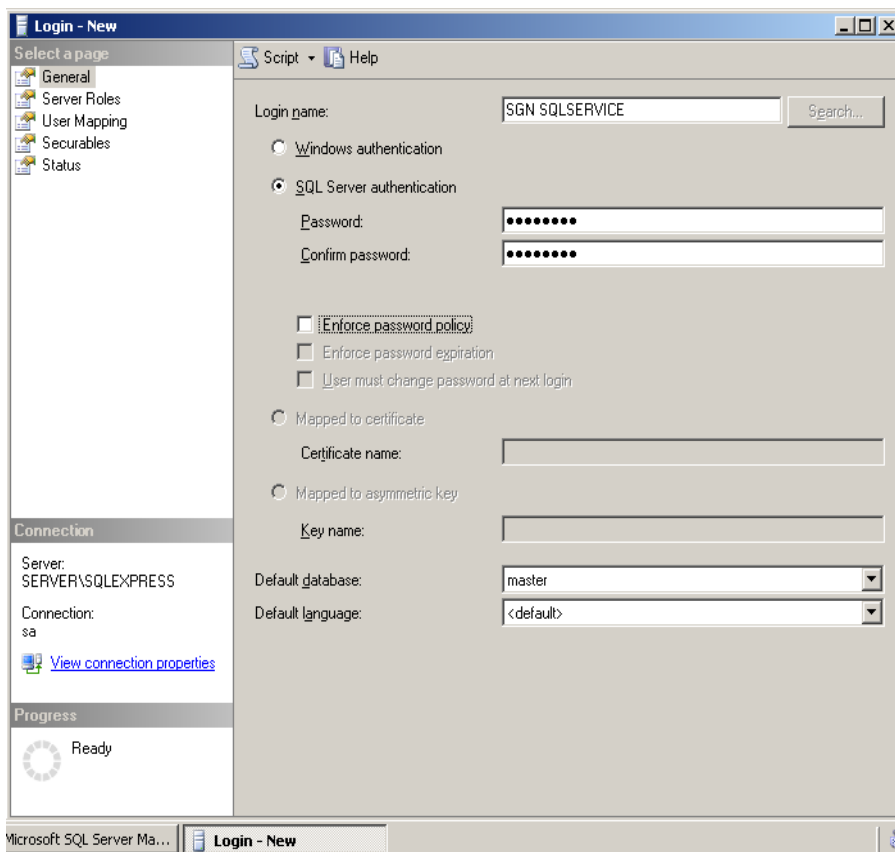 Login - New
Select a page
General
Server Roles
User Mapping
Securables
Status
Script
Help
Login name:
SGN SQLSERVICE
Search...
Windows authentication
SQL Server authentication
Password:
●●●●●●●●
Confirm password:
●●●●●●●●
Enforce password policy
Enforce password expiration
User must change password at next login
Mapped to certificate
Certificate name:
Mapped to asymmetric key
Key name:
Default database:
master
Default language:
<default>
Connection
Server:
SERVER\SQLEXPRESS
Connection:
sa
View connection properties
Progress
Ready
Microsoft SQL Server Ma...
Login - New